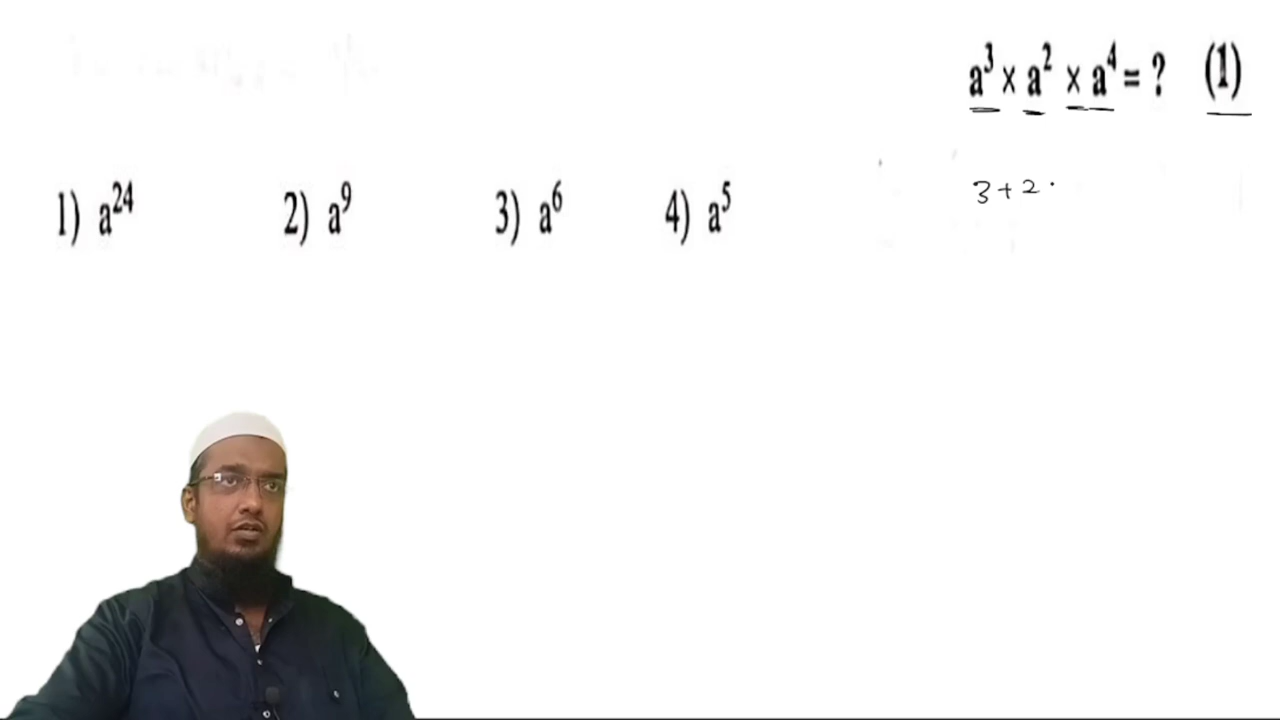 a³ × a² × a⁴ = ? (1)
1) a²⁴ 2) a⁹ 3) a⁶ 4) a⁵
3 + 2 ·